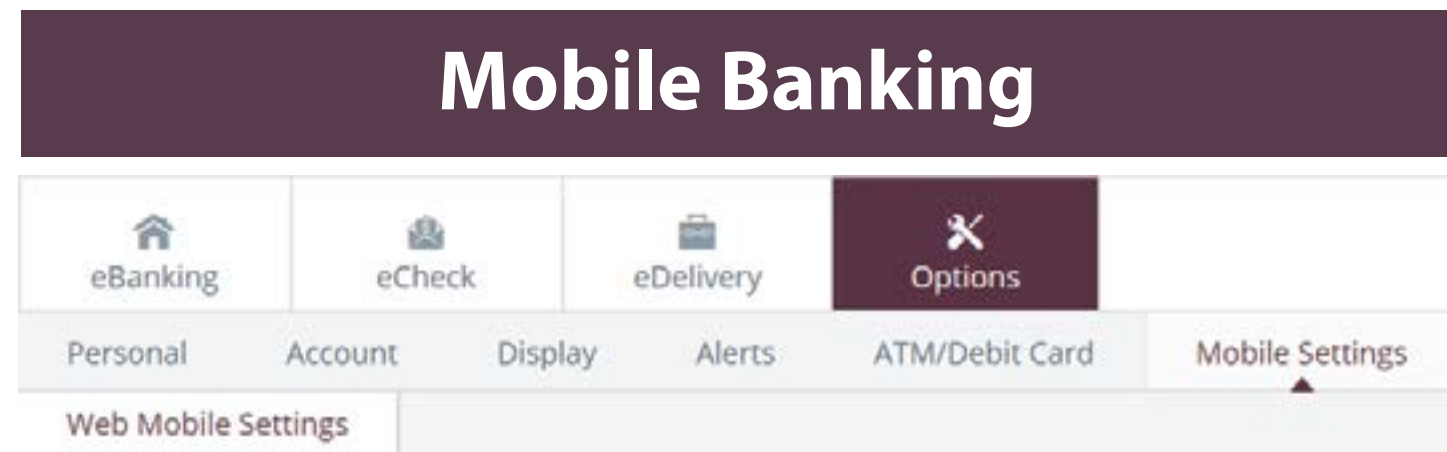 Mobile Banking
eBanking eCheck eDelivery Options
Personal Account Display Alerts ATM/Debit Card Mobile Settings
Web Mobile Settings